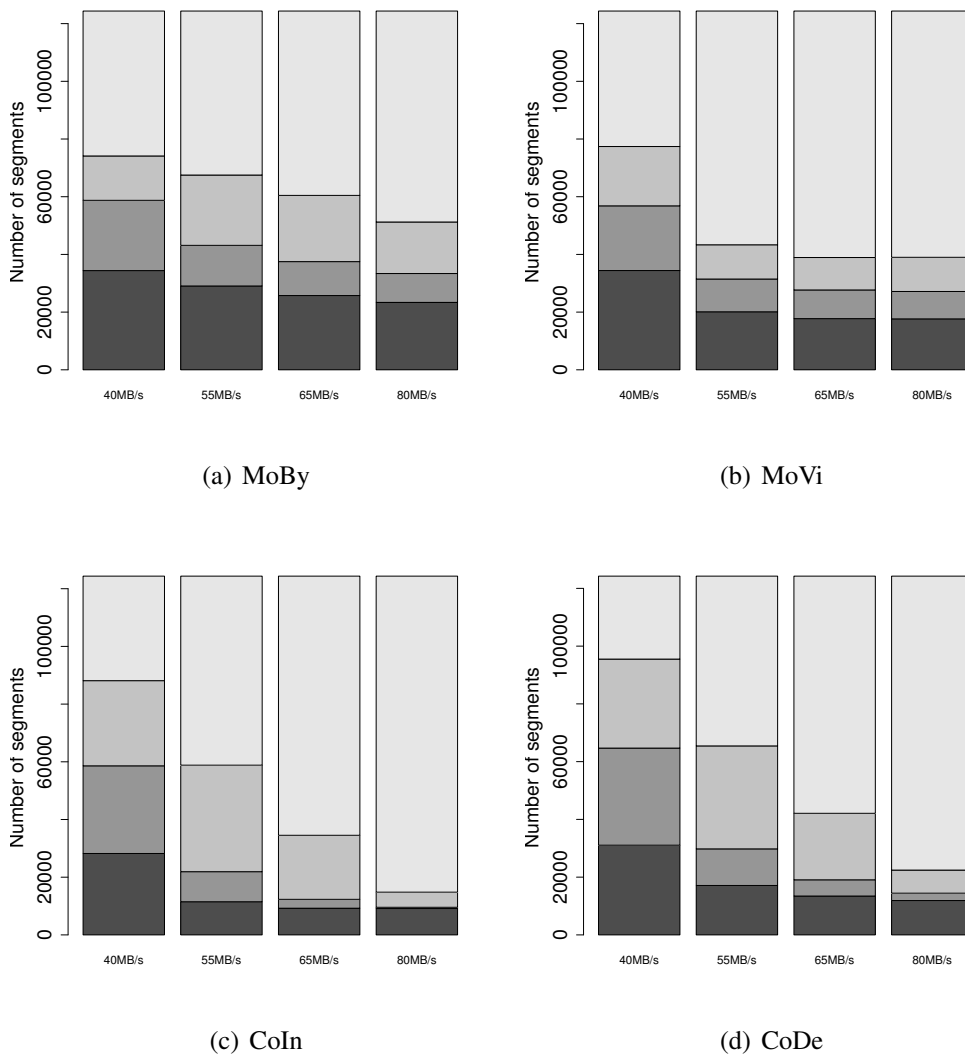 Number of segments
0 20000 60000 100000
40MB/s 55MB/s 65MB/s 80MB/s
(a) MoBy
Number of segments
0 20000 60000 100000
40MB/s 55MB/s 65MB/s 80MB/s
(b) MoVi
Number of segments
0 20000 60000 100000
40MB/s 55MB/s 65MB/s 80MB/s
(c) CoIn
Number of segments
0 20000 60000 100000
40MB/s 55MB/s 65MB/s 80MB/s
(d) CoDe